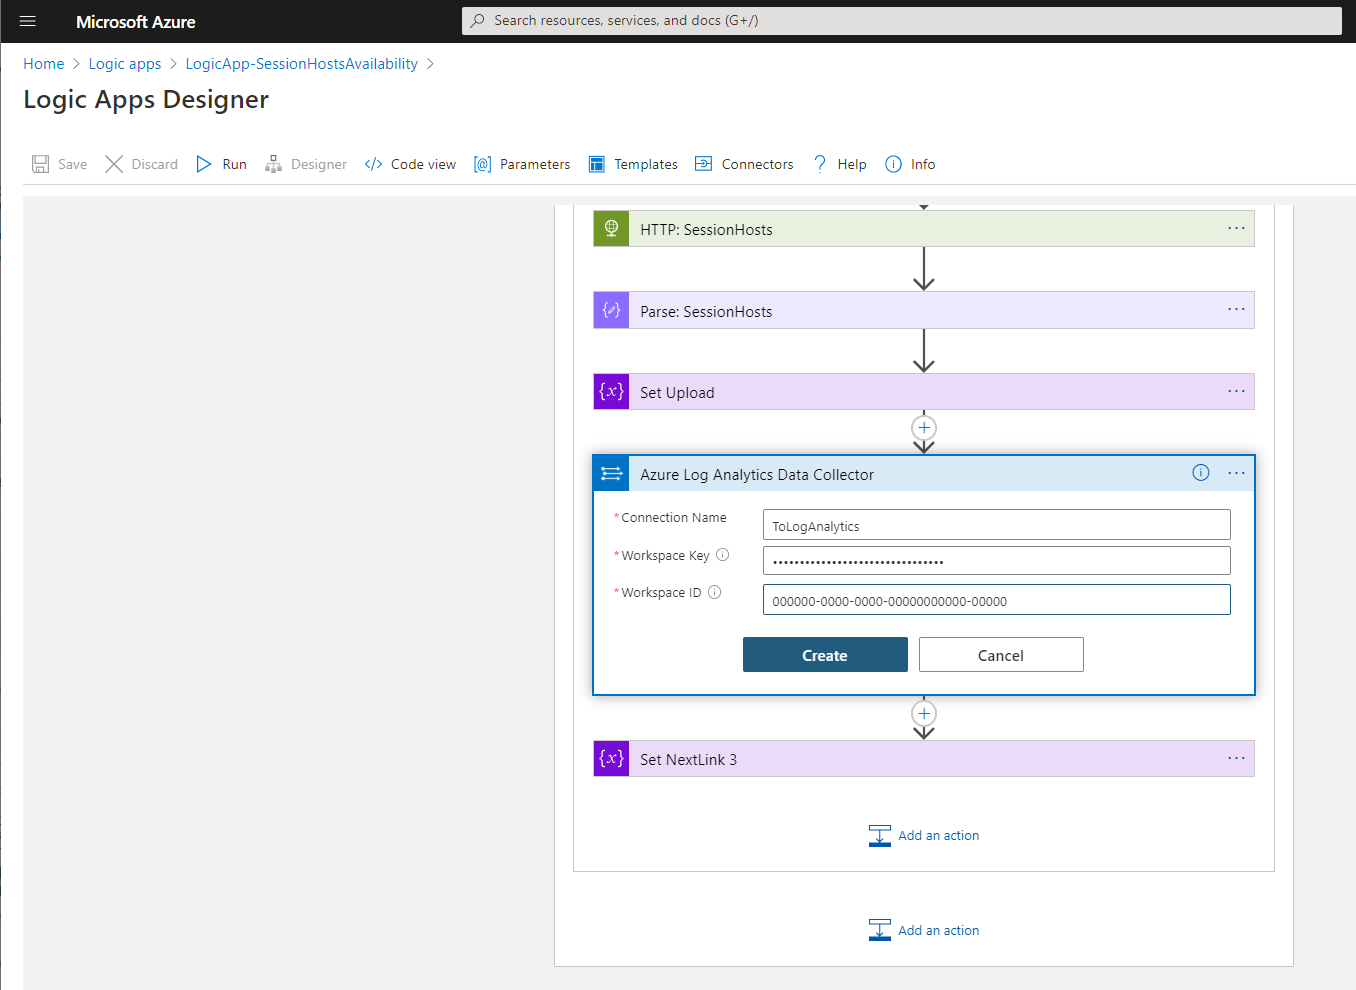 Microsoft Azure
Search resources, services, and docs (G+/)
Home > Logic apps > LogicApp-SessionHostsAvailability >
Logic Apps Designer
Save Discard Run Designer </> Code view [@] Parameters Templates Connectors ? Help Info
HTTP: SessionHosts ...
Parse: SessionHosts ...
{x} Set Upload ...
Azure Log Analytics Data Collector ...
* Connection Name ToLogAnalytics
* Workspace Key ••••••••••••••••••••••••••••••••
* Workspace ID 000000-0000-0000-00000000000-00000
Create Cancel
{x} Set NextLink 3 ...
Add an action
Add an action